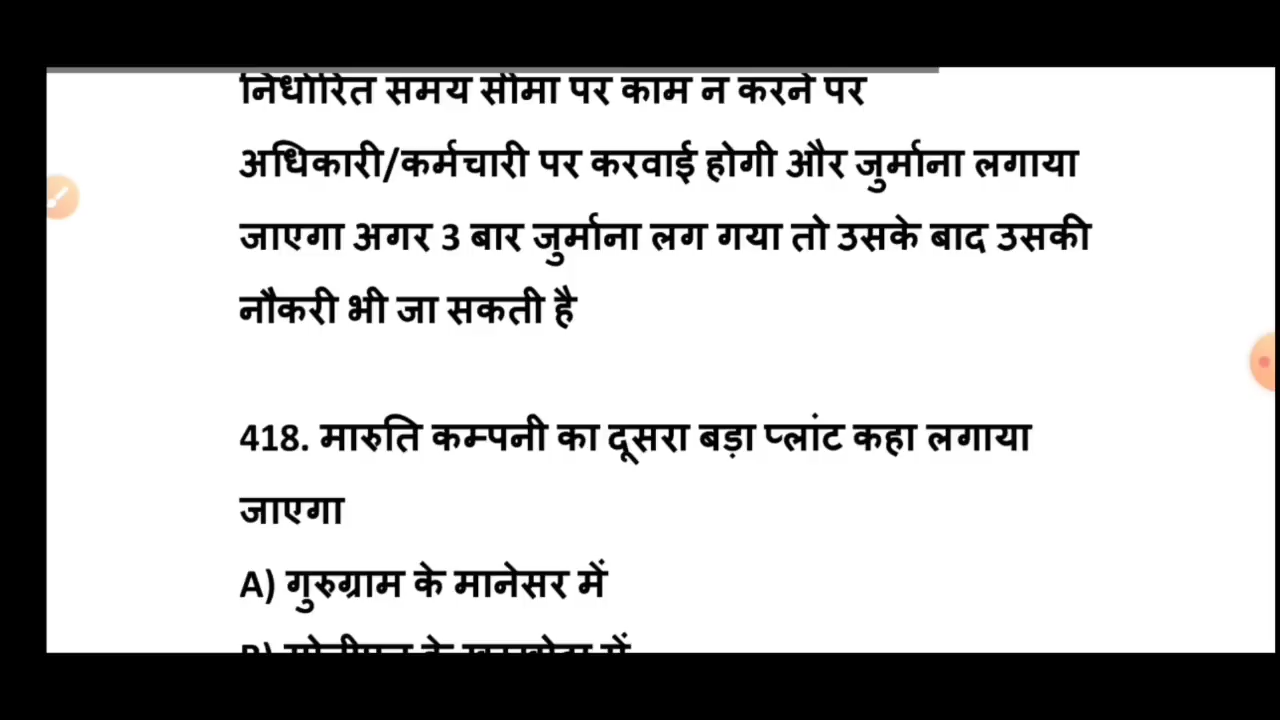 निर्धारित समय सीमा पर काम न करने पर
अधिकारी/कर्मचारी पर करवाई होगी और जुर्माना लगाया
जाएगा अगर 3 बार जुर्माना लग गया तो उसके बाद उसकी
नौकरी भी जा सकती है
418. मारुति कम्पनी का दूसरा बड़ा प्लांट कहा लगाया
जाएगा
A) गुरुग्राम के मानेसर में
B) के में